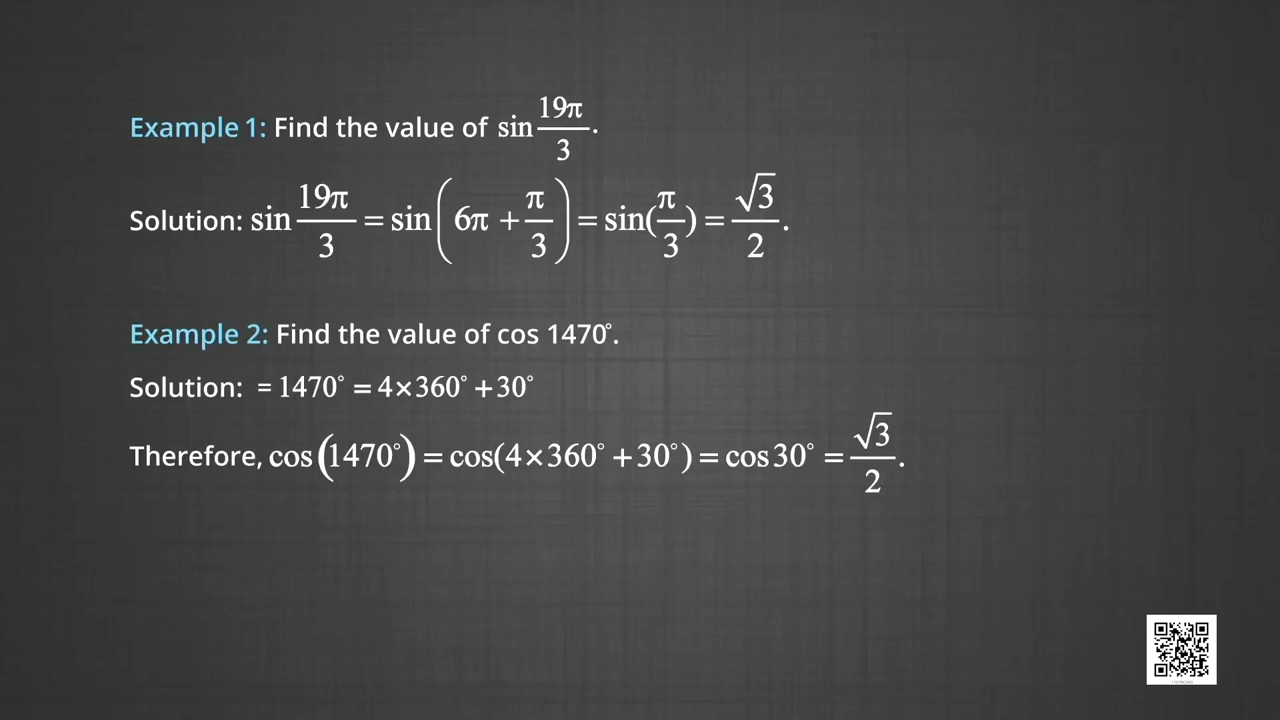 Example 1: Find the value of sin 19π/3.
Solution: sin 19π/3 = sin(6π + π/3) = sin(π/3) = √3/2.
Example 2: Find the value of cos 1470°.
Solution: = 1470° = 4×360° + 30°
Therefore, cos(1470°) = cos(4×360° + 30°) = cos 30° = √3/2.